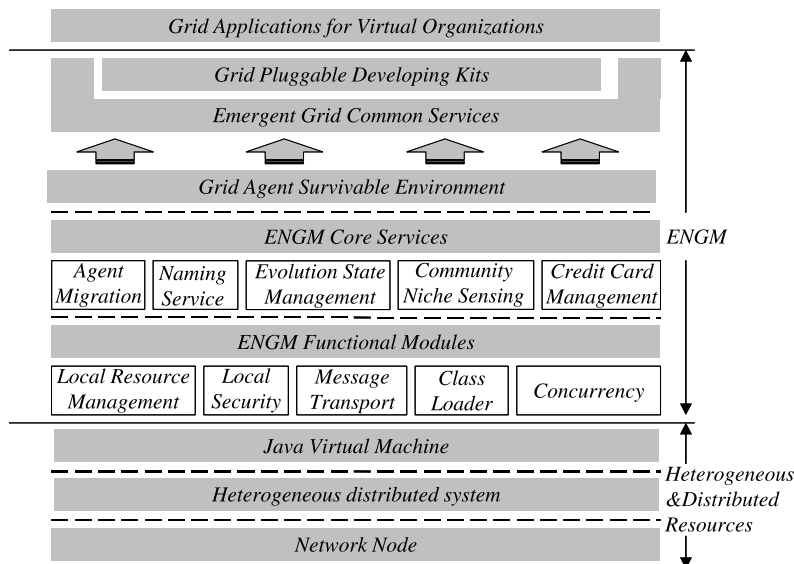 Grid Applications for Virtual Organizations
Grid Pluggable Developing Kits
Emergent Grid Common Services
Grid Agent Survivable Environment
ENGM Core Services
ENGM
Agent
Migration
Naming
Service
Evolution State
Management
Community
Niche Sensing
Credit Card
Management
ENGM Functional Modules
Local Resource
Management
Local
Security
Message
Transport
Class
Loader
Concurrency
Java Virtual Machine
Heterogeneous distributed system
Heterogeneous
&Distributed
Resources
Network Node